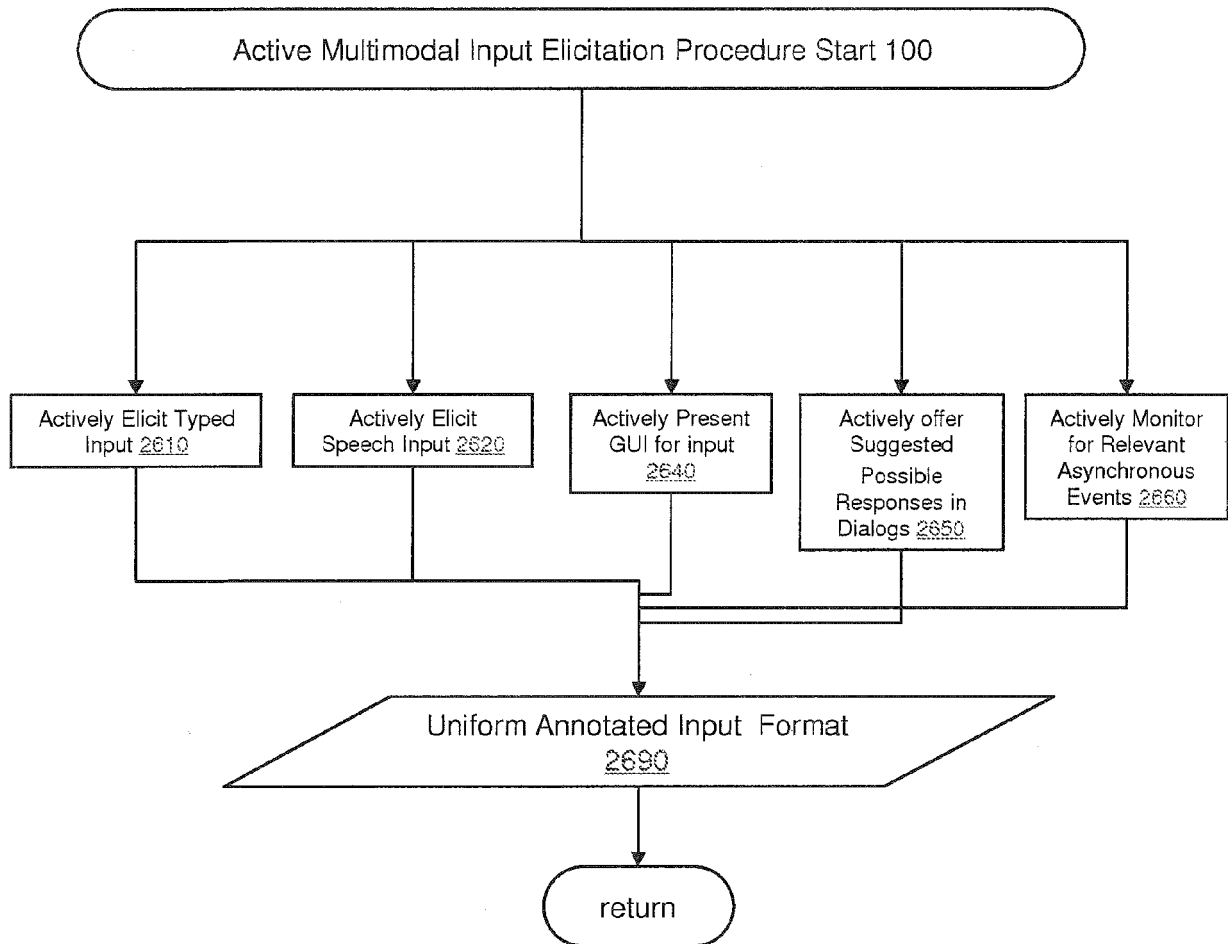 Active Multimodal Input Elicitation Procedure Start 100
Actively Elicit Typed
Input 2610
Actively Elicit
Speech Input 2620
Actively Present
GUI for input
2640
Actively offer
Suggested
Possible
Responses in
Dialogs 2650
Actively Monitor
for Relevant
Asynchronous
Events 2660
Uniform Annotated Input Format
2690
return